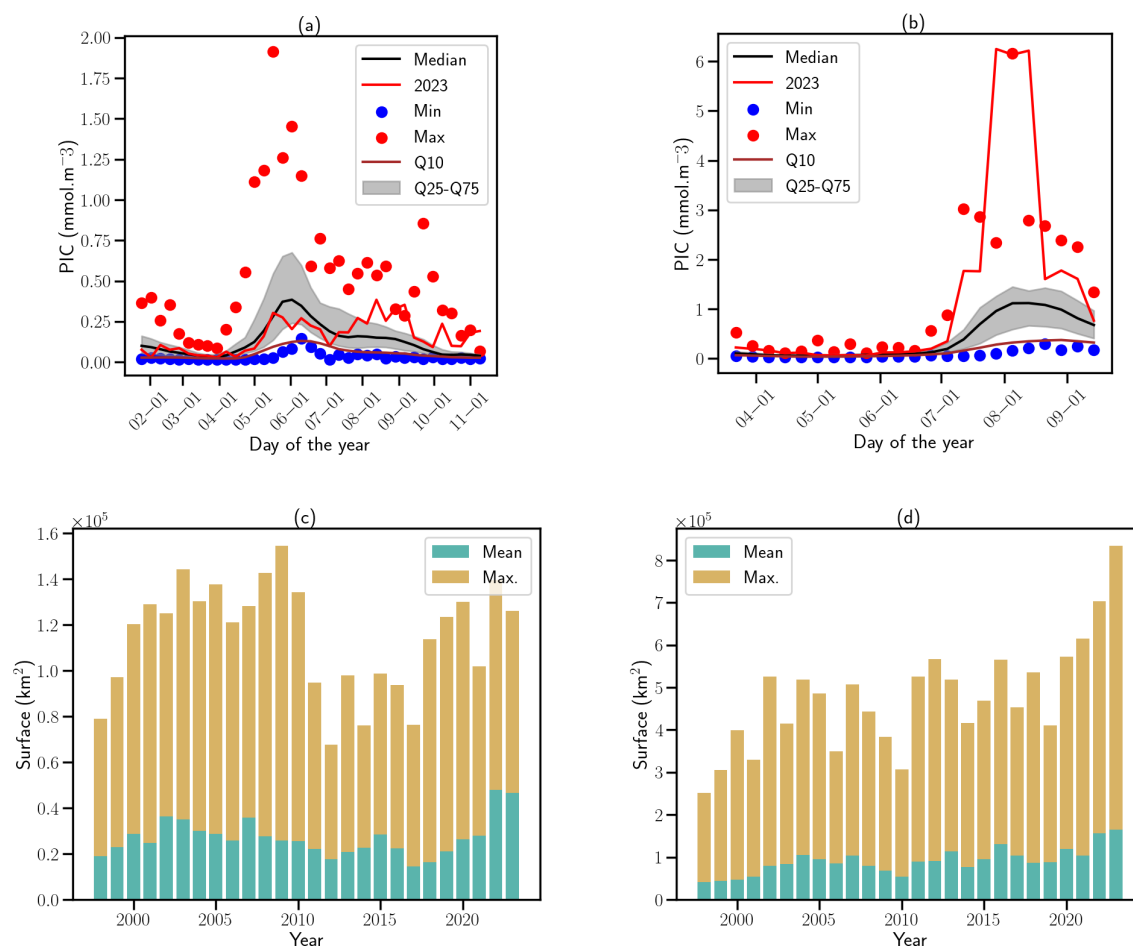 (a)
PIC (mmol.m−3)
2.00
1.75
1.50
1.25
1.00
0.75
0.50
0.25
0.00
Median
2023
Min
Max
Q10
Q25-Q75
02−01
03−01
04−01
05−01
06−01
07−01
08−01
09−01
10−01
11−01
Day of the year
(b)
PIC (mmol.m−3)
6
5
4
3
2
1
0
Median
2023
Min
Max
Q10
Q25-Q75
04−01
05−01
06−01
07−01
08−01
09−01
Day of the year
(c)
×10⁵
Surface (km²)
1.6
1.4
1.2
1.0
0.8
0.6
0.4
0.2
0.0
Mean
Max.
2000
2005
2010
2015
2020
Year
(d)
×10⁵
Surface (km²)
8
7
6
5
4
3
2
1
0
Mean
Max.
2000
2005
2010
2015
2020
Year